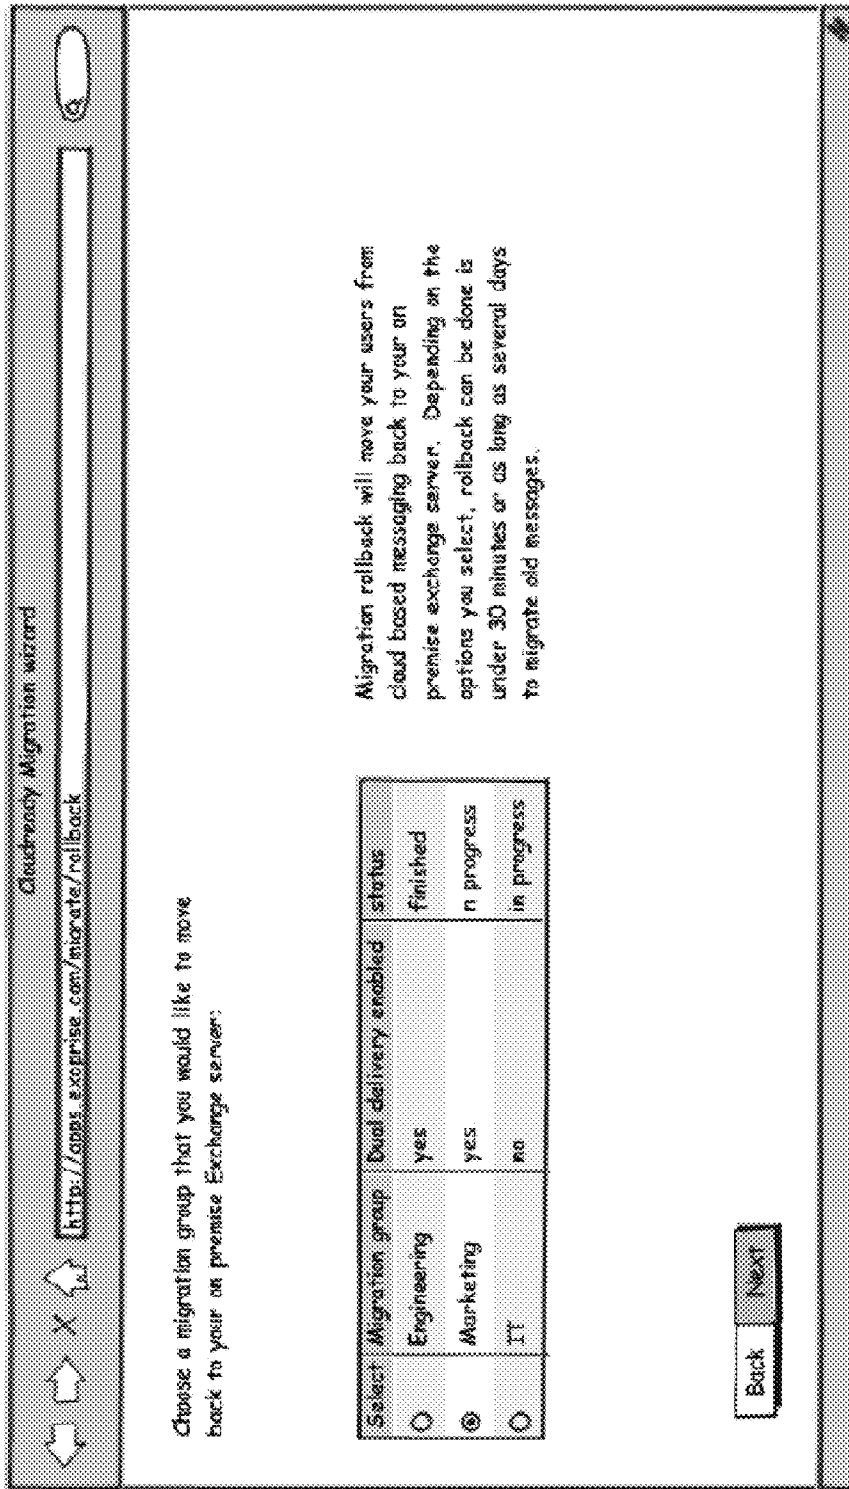 Cloudready Migration wizard
http://apps.exoprise.com/migrate/rollback
Choose a migration group that you would like to move
back to your on premise Exchange server:
Select Migration group Dual delivery enabled status
Engineering yes finished
Marketing yes n progress
IT no in progress
Migration rollback will move your users from
cloud based messaging back to your on
premise exchange server. Depending on the
options you select, rollback can be done is
under 30 minutes or as long as several days
to migrate old messages.
Back Next